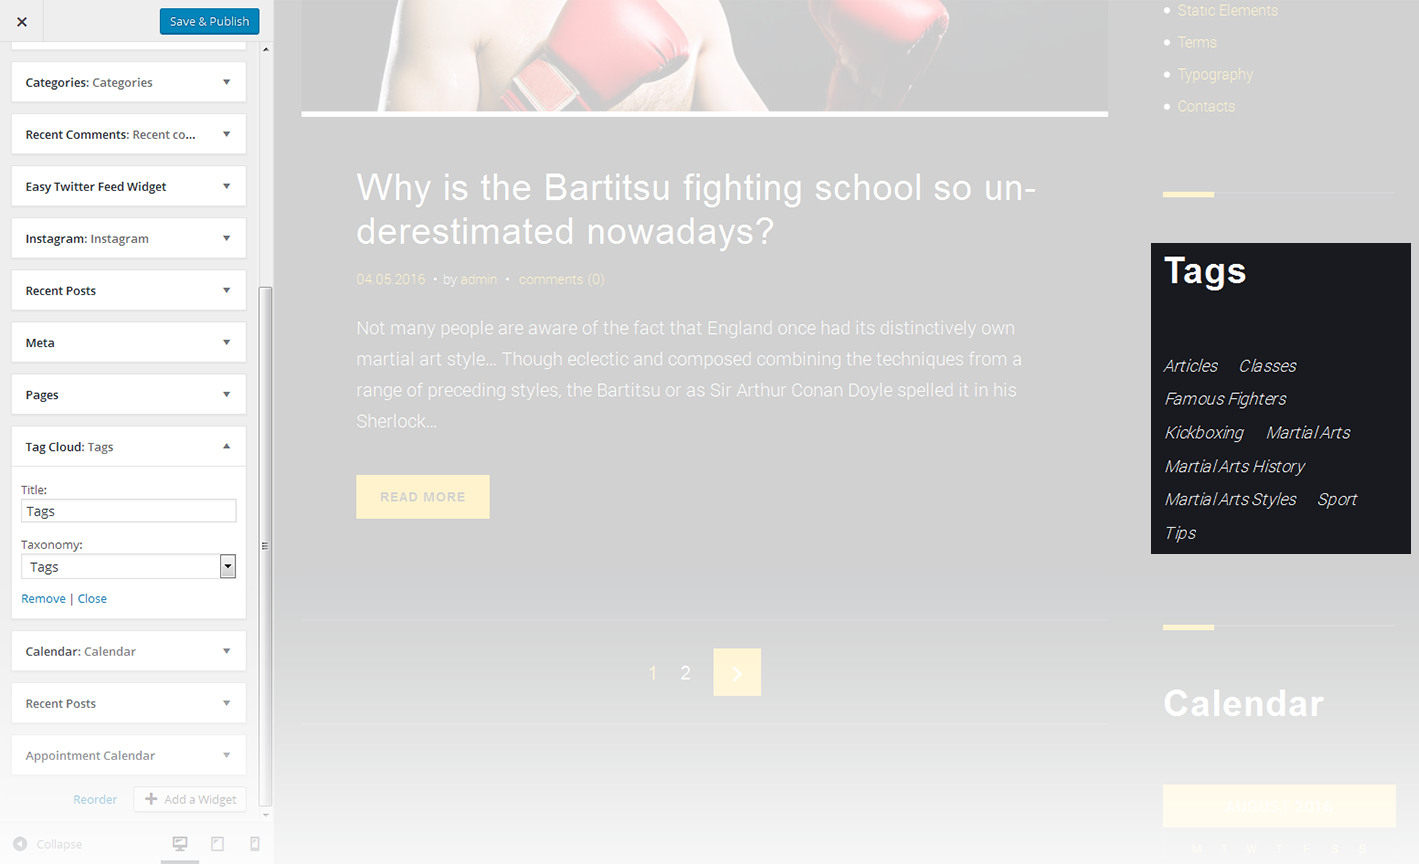 Save & Publish
Categories: Categories
Recent Comments: Recent co...
Easy Twitter Feed Widget
Instagram: Instagram
Recent Posts
Meta
Pages
Tag Cloud: Tags
Title:
Tags
Taxonomy:
Tags
Remove | Close
Calendar: Calendar
Recent Posts
Appointment Calendar
Reorder
Add a Widget
Collapse
Why is the Bartitsu fighting school so un-
derestimated nowadays?
04.05.2016 • by admin • comments (0)
Not many people are aware of the fact that England once had its distinctively own
martial art style... Though eclectic and composed combining the techniques from a
range of preceding styles, the Bartitsu or as Sir Arthur Conan Doyle spelled it in his
Sherlock...
READ MORE
1 2
Static Elements
Terms
Typography
Contacts
Tags
Articles Classes
Famous Fighters
Kickboxing Martial Arts
Martial Arts History
Martial Arts Styles Sport
Tips
Calendar
M T W T F S S